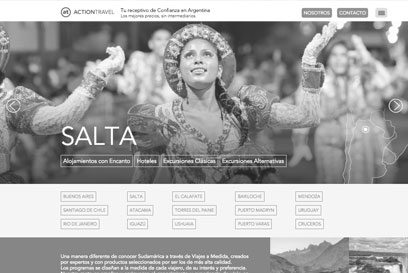 at ACTIONTRAVEL
Tu receptivo de Confianza en Argentina
Los mejores precios, sin intermediarios.
NOSOTROS
CONTACTO
SALTA
Alojamientos con Encanto
Hoteles
Excursiones Clásicas
Excursiones Alternativas
BUENOS AIRES
SALTA
EL CALAFATE
BARILOCHE
MENDOZA
SANTIAGO DE CHILE
ATACAMA
TORRES DEL PAINE
PUERTO MADRYN
URUGUAY
RIO DE JANEIRO
IGUAZÚ
USHUAIA
PUERTO VARAS
CRUCEROS
Una manera diferente de conocer Sudamérica a través de Viajes a Medida, creados
por expertos y con productos seleccionados por ser los de más alta calidad.
Los programas se diseñan a la medida de cada viajero, de su interés y preferencia.